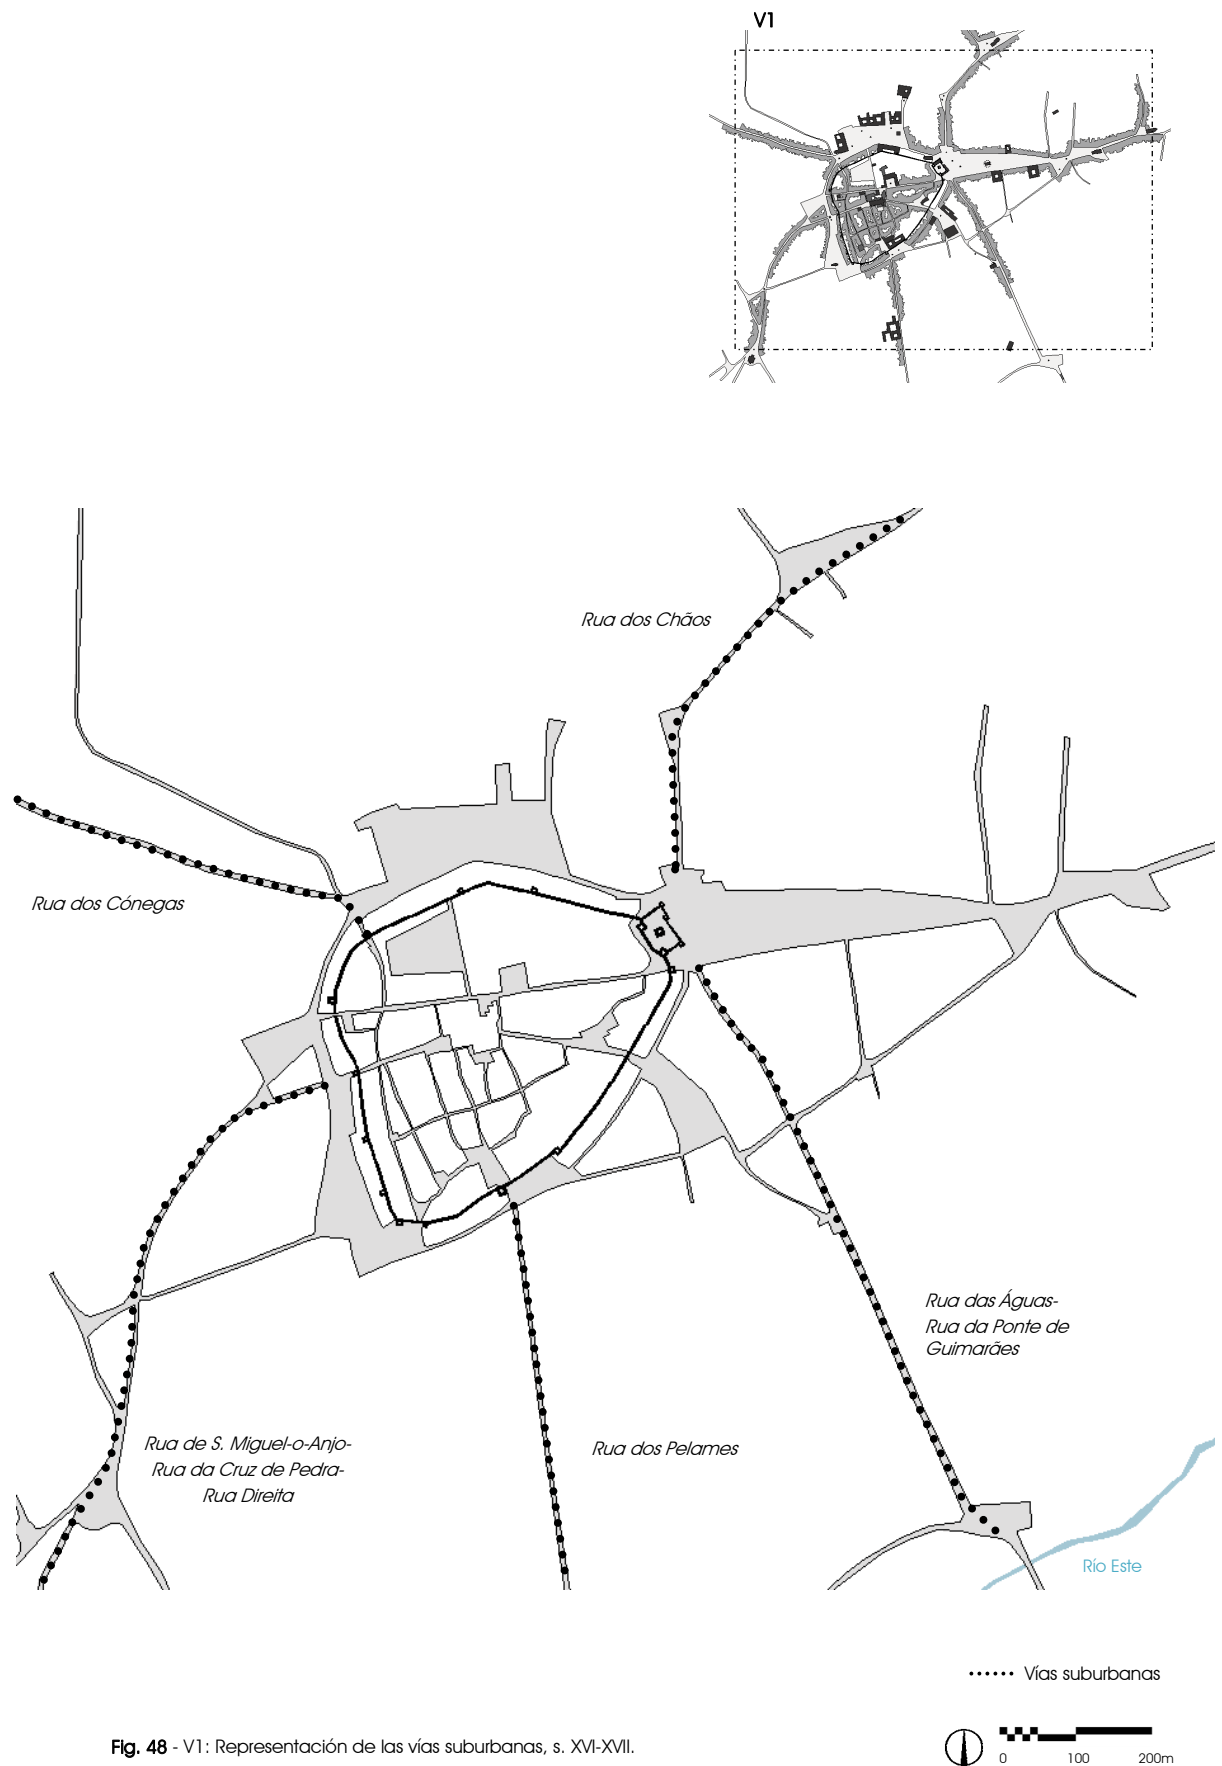 V1
Rua dos Chãos
Rua dos Cónegas
Rua das Águas-
Rua da Ponte de
Guimarães
Rua de S. Miguel-o-Anjo-
Rua da Cruz de Pedra-
Rua Direita
Rua dos Pelames
Río Este
Vías suburbanas
Fig. 48 - V1: Representación de las vías suburbanas, s. XVI-XVII.
0 100 200m